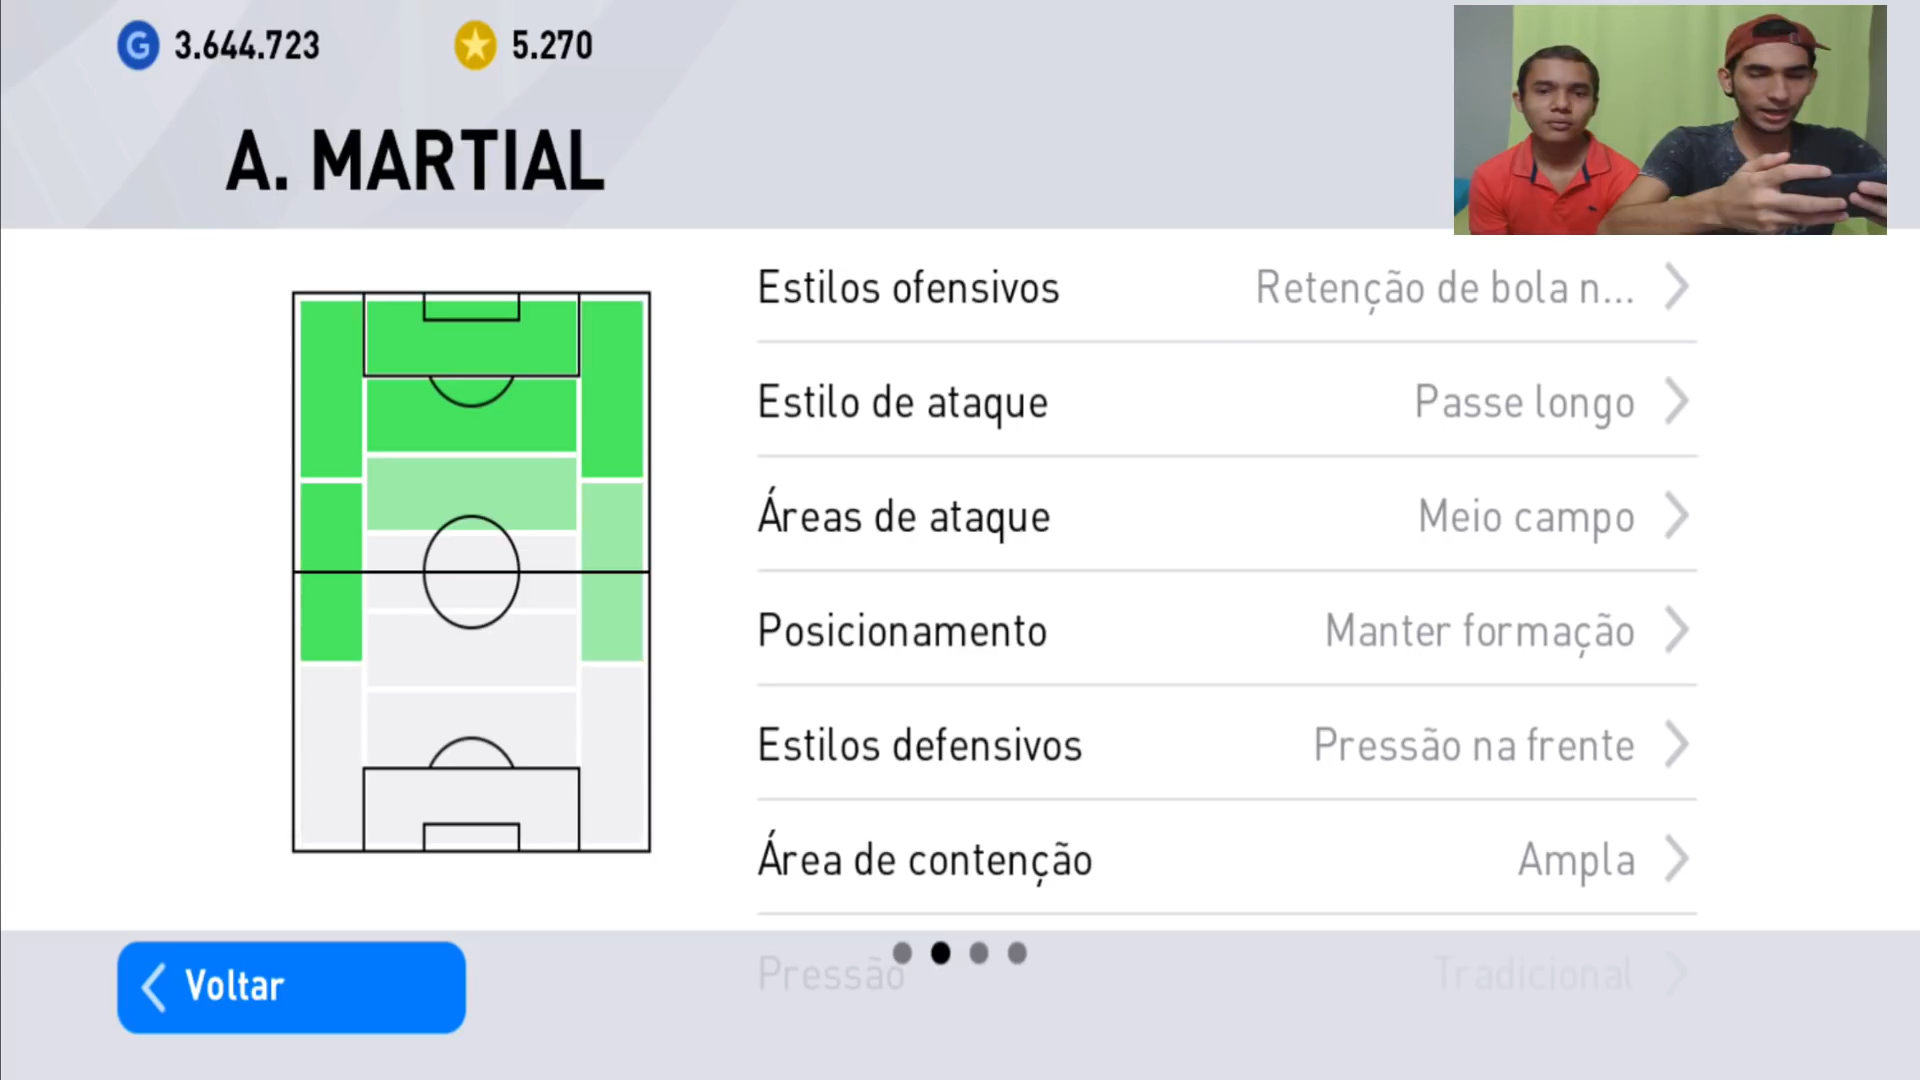 G 3.644.723 5.270
A. MARTIAL
Estilos ofensivos Retenção de bola n...
Estilo de ataque Passe longo
Áreas de ataque Meio campo
Posicionamento Manter formação
Estilos defensivos Pressão na frente
Área de contenção Ampla
Pressão Tradicional
Voltar